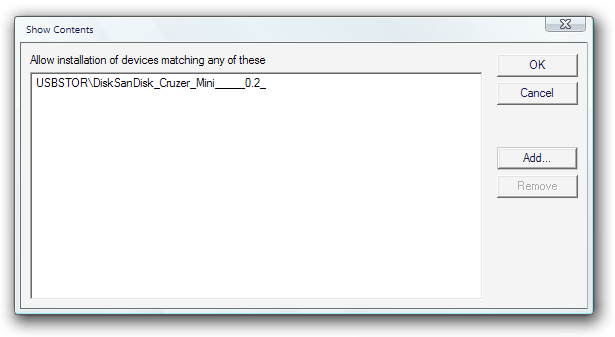 Show Contents
Allow installation of devices matching any of these
USBSTOR\DiskSanDisk_Cruzer_Mini_____0.2_
OK
Cancel
Add...
Remove